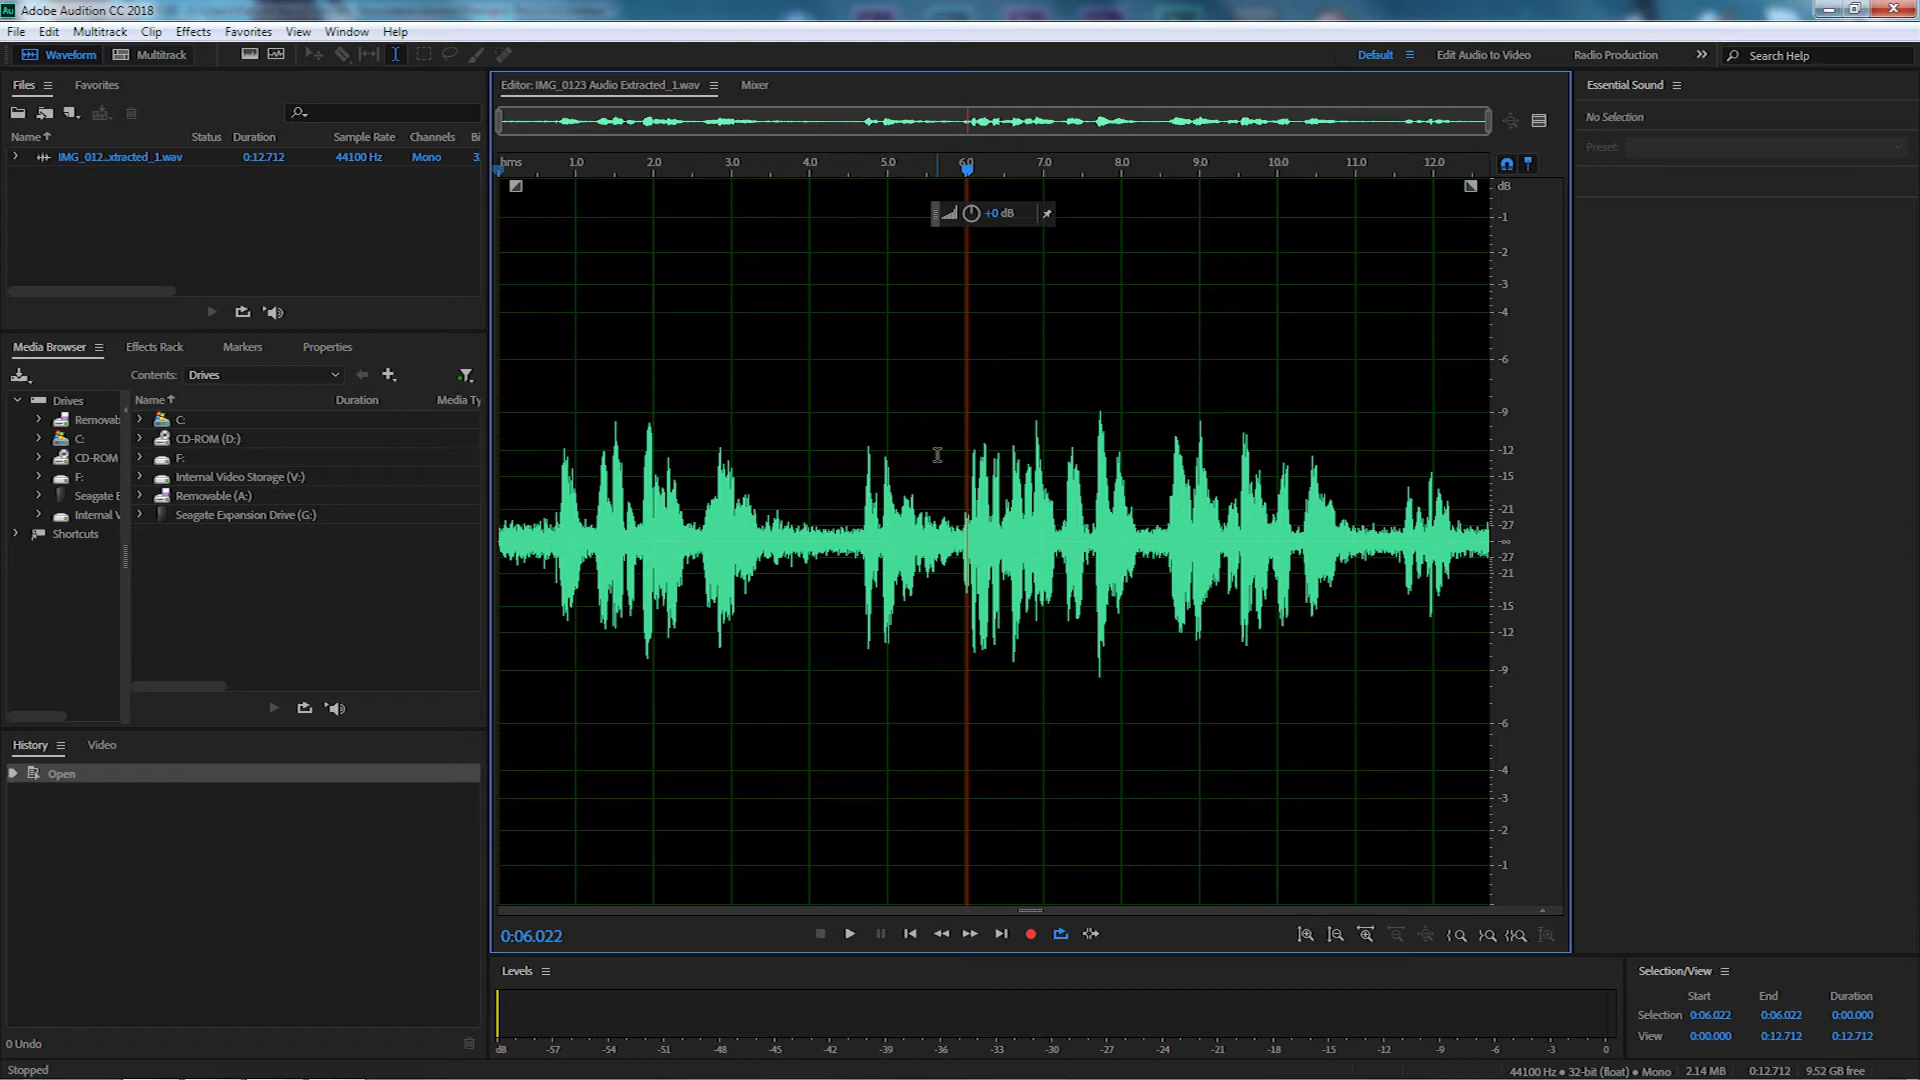 Au Adobe Audition CC 2018
File Edit Multitrack Clip Effects Favorites View Window Help
Waveform Multitrack Default Edit Audio to Video Radio Production Search Help
Files Favorites
Name Status Duration Sample Rate Channels Bi
IMG_012...xtracted_1.wav 0:12.712 44100 Hz Mono 3
Media Browser Effects Rack Markers Properties
Contents: Drives
Drives
Removab
C:
CD-ROM
F:
Seagate E
Internal V
Shortcuts
Name Duration Media Ty
C:
CD-ROM (D:)
F:
Internal Video Storage (V:)
Removable (A:)
Seagate Expansion Drive (G:)
History Video
Open
0 Undo
Stopped
Editor: IMG_0123 Audio Extracted_1.wav Mixer
hms 1.0 2.0 3.0 4.0 5.0 6.0 7.0 8.0 9.0 10.0 11.0 12.0
+0 dB
dB
-1
-2
-3
-4
-6
-9
-12
-15
-21
-27
-∞
-27
-21
-15
-12
-9
-6
-4
-3
-2
-1
0:06.022
Levels
dB -57 -54 -51 -48 -45 -42 -39 -36 -33 -30 -27 -24 -21 -18 -15 -12 -9 -6 -3 0
Essential Sound
No Selection
Preset:
Selection/View
Start End Duration
Selection 0:06.022 0:06.022 0:00.000
View 0:00.000 0:12.712 0:12.712
44100 Hz • 32-bit (float) • Mono 2.14 MB 0:12.712 9.52 GB free